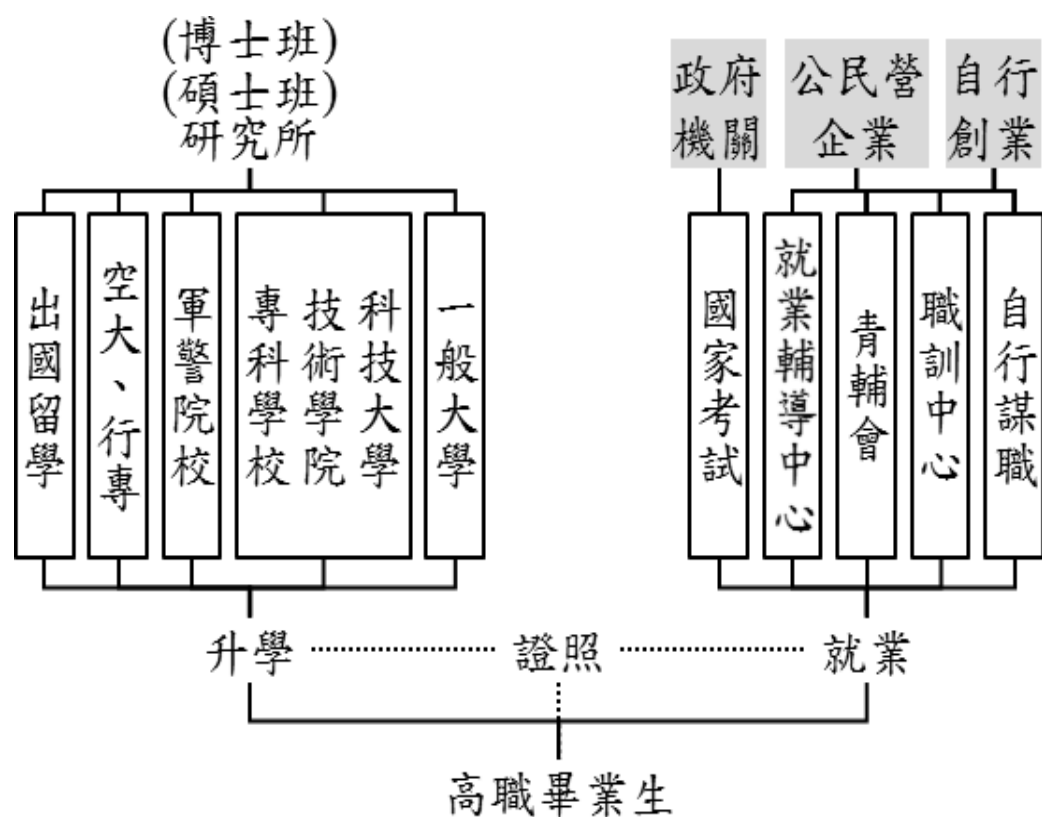 (博士班)
(碩士班)
研究所
政府
機關
公民營
企業
自行
創業
出國留學
空大、行專
軍警院校
專科學校
技術學院
科技大學
一般大學
國家考試
就業輔導中心
青輔會
職訓中心
自行謀職
升學
證照
就業
高職畢業生